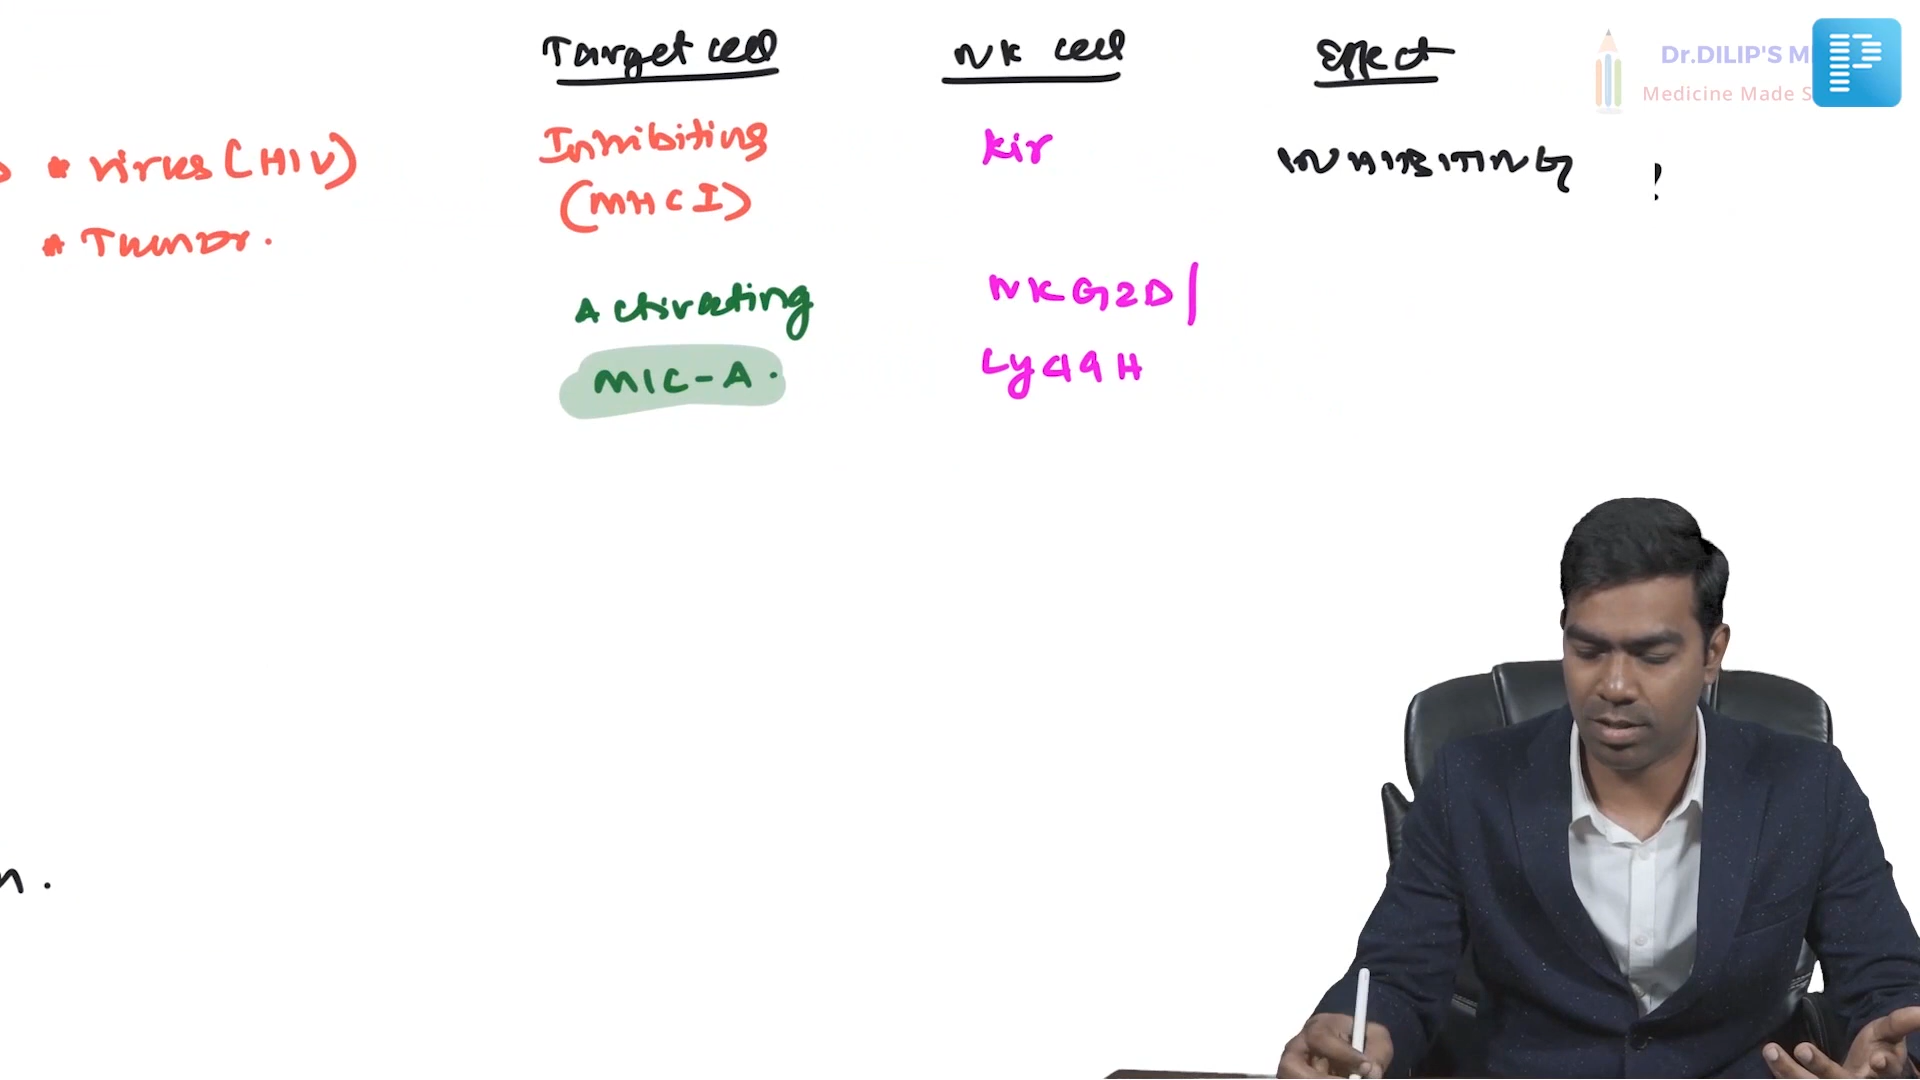 Target cell NK cell Effect
Dr.DILIP'S M
Medicine Made S
* virus (HIV) Inhibiting kir INHIBITING !
(MHC I)
* Tumor.
Activating NKG2D/
MIC-A. Ly49H
n.